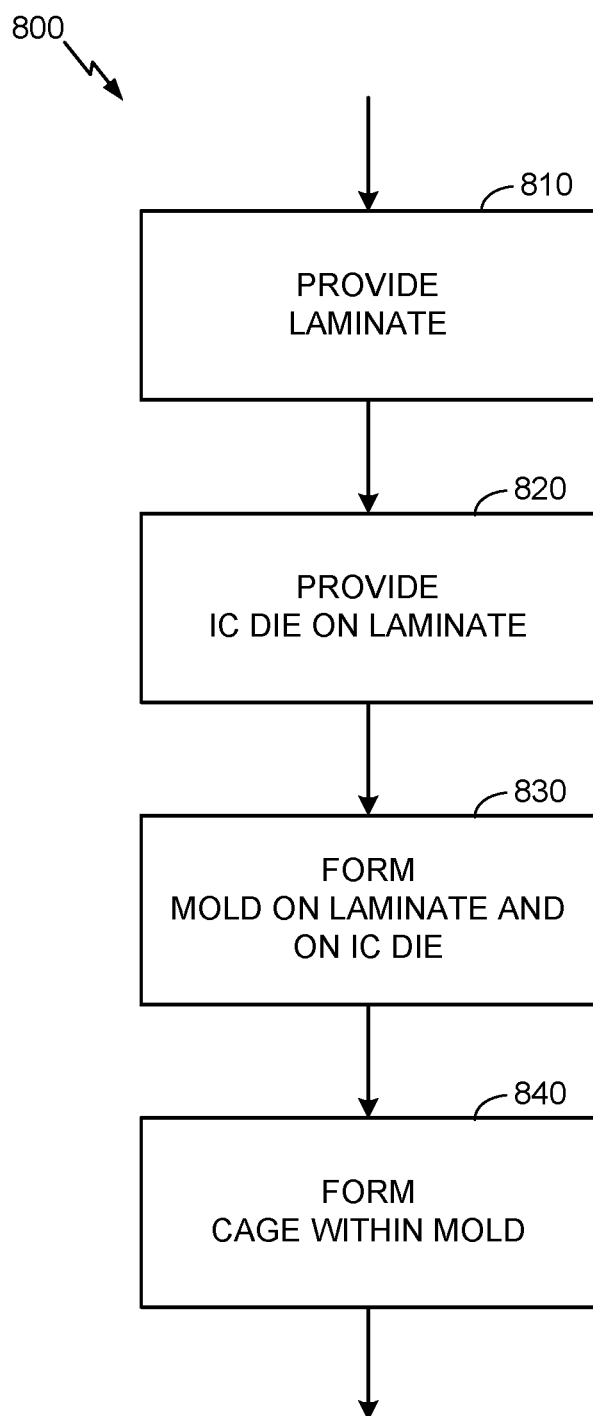 800
810
PROVIDE
LAMINATE
820
PROVIDE
IC DIE ON LAMINATE
830
FORM
MOLD ON LAMINATE AND
ON IC DIE
840
FORM
CAGE WITHIN MOLD